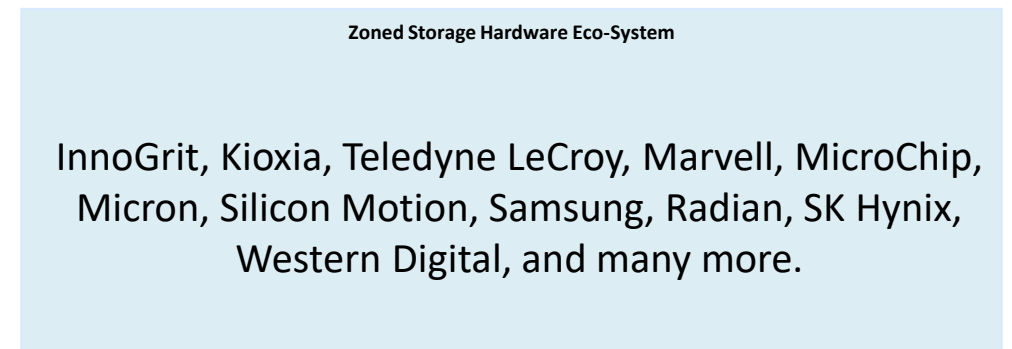 Zoned Storage Hardware Eco-System
InnoGrit, Kioxia, Teledyne LeCroy, Marvell, MicroChip,
Micron, Silicon Motion, Samsung, Radian, SK Hynix,
Western Digital, and many more.